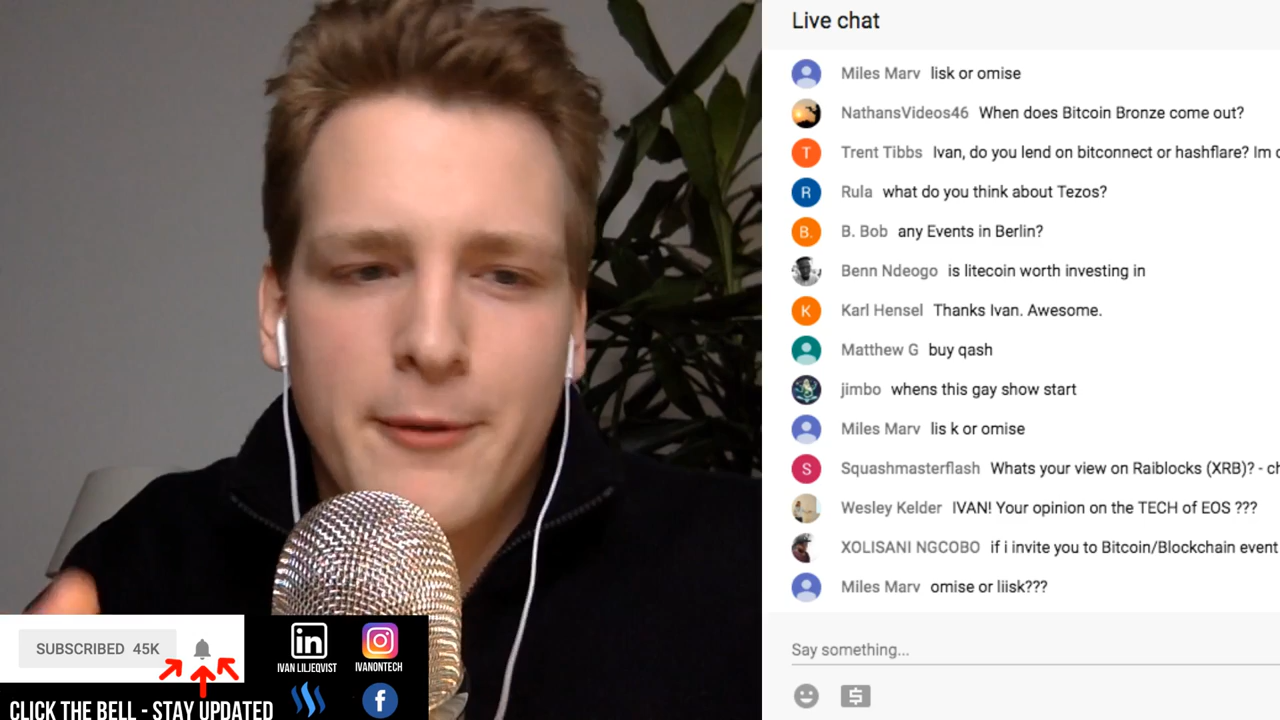 Live chat
Miles Marv lisk or omise
NathansVideos46 When does Bitcoin Bronze come out?
T Trent Tibbs Ivan, do you lend on bitconnect or hashflare? Im
R Rula what do you think about Tezos?
B. B. Bob any Events in Berlin?
Benn Ndeogo is litecoin worth investing in
K Karl Hensel Thanks Ivan. Awesome.
Matthew G buy qash
jimbo whens this gay show start
Miles Marv lis k or omise
S Squashmasterflash Whats your view on Raiblocks (XRB)? -
Wesley Kelder IVAN! Your opinion on the TECH of EOS ???
XOLISANI NGCOBO if i invite you to Bitcoin/Blockchain event
Miles Marv omise or liisk???
Say something...
$
SUBSCRIBED 45K
CLICK THE BELL - STAY UPDATED
in
IVAN LILJEQVIST
IVANONTECH
f